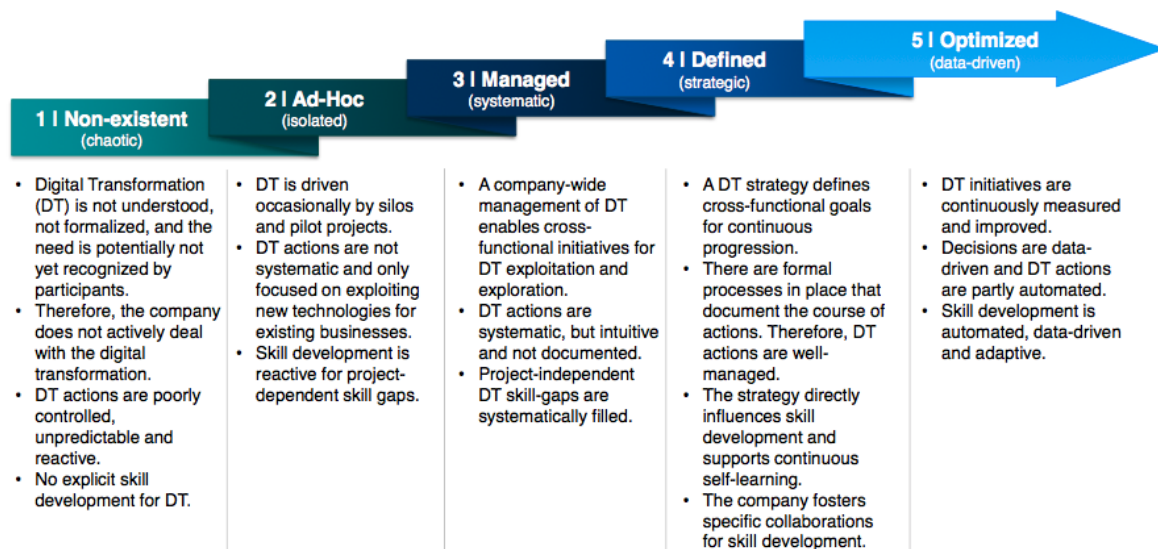 1 | Non-existent
(chaotic)
2 | Ad-Hoc
(isolated)
3 | Managed
(systematic)
4 | Defined
(strategic)
5 | Optimized
(data-driven)
• Digital Transformation
(DT) is not understood,
not formalized, and the
need is potentially not
yet recognized by
participants.
• Therefore, the company
does not actively deal
with the digital
transformation.
• DT actions are poorly
controlled,
unpredictable and
reactive.
• No explicit skill
development for DT.
• DT is driven
occasionally by silos
and pilot projects.
• DT actions are not
systematic and only
focused on exploiting
new technologies for
existing businesses.
• Skill development is
reactive for project-
dependent skill gaps.
• A company-wide
management of DT
enables cross-
functional initiatives for
DT exploitation and
exploration.
• DT actions are
systematic, but intuitive
and not documented.
• Project-independent
DT skill-gaps are
systematically filled.
• A DT strategy defines
cross-functional goals
for continuous
progression.
• There are formal
processes in place that
document the course of
actions. Therefore, DT
actions are well-
managed.
• The strategy directly
influences skill
development and
supports continuous
self-learning.
• The company fosters
specific collaborations
for skill development.
• DT initiatives are
continuously measured
and improved.
• Decisions are data-
driven and DT actions
are partly automated.
• Skill development is
automated, data-driven
and adaptive.